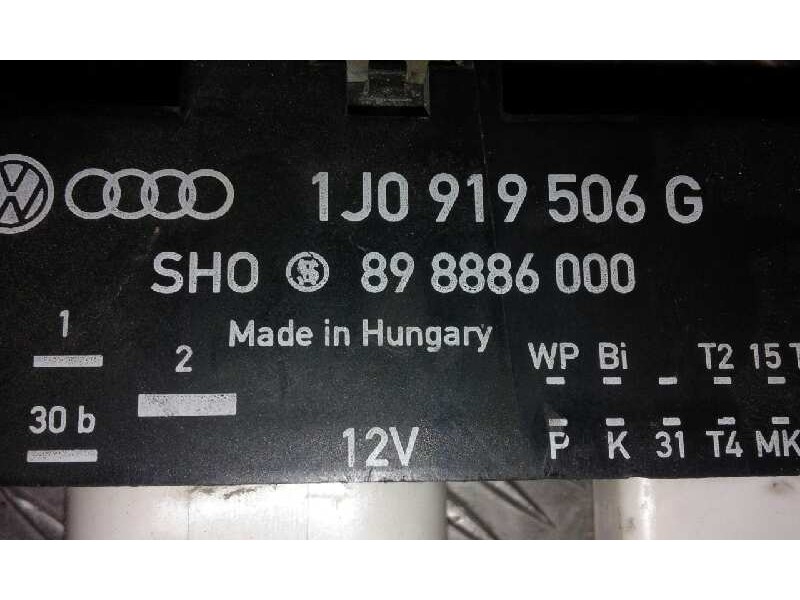 VW 1J0 919 506 G
SHO 89 8886 000
1
2
Made in Hungary
WP Bi T2 15 T
30 b
12V
P K 31 T4 MK